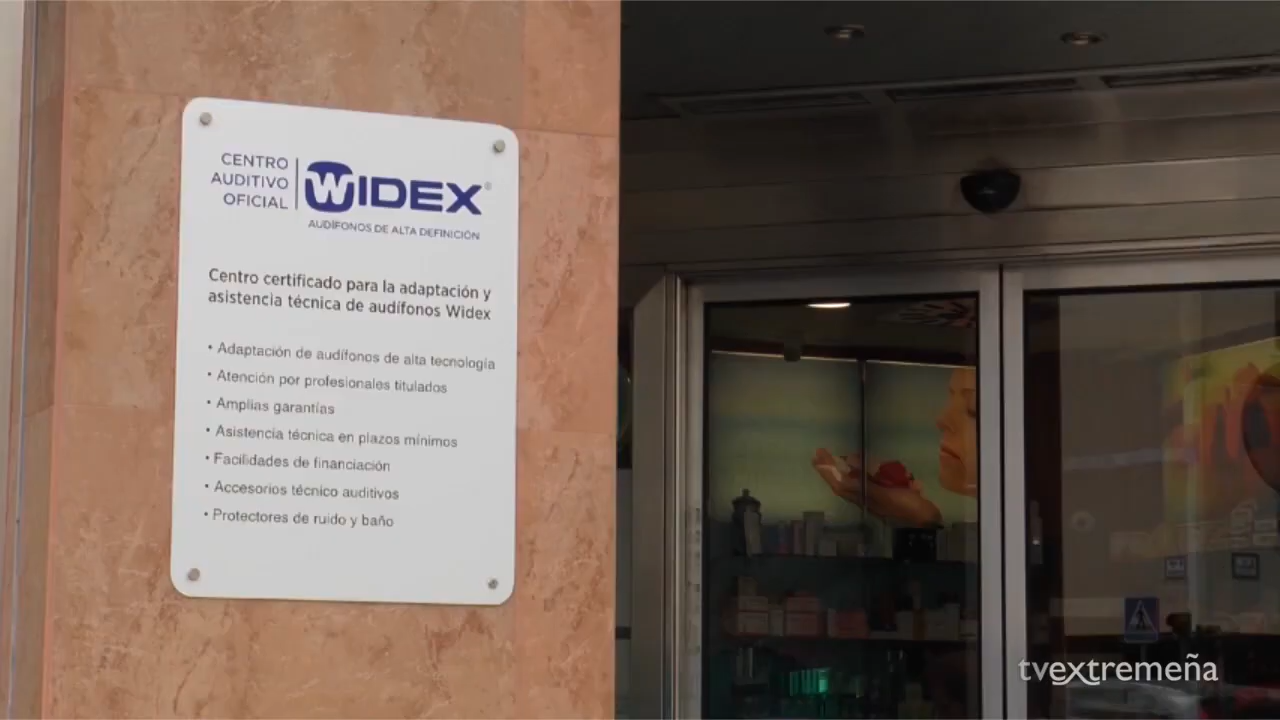 CENTRO
AUDITIVO
OFICIAL
WIDEX®
AUDÍFONOS DE ALTA DEFINICIÓN
Centro certificado para la adaptación y
asistencia técnica de audífonos Widex
• Adaptación de audífonos de alta tecnología
• Atención por profesionales titulados
• Amplias garantías
• Asistencia técnica en plazos mínimos
• Facilidades de financiación
• Accesorios técnico auditivos
• Protectores de ruido y baño
tvextremeña